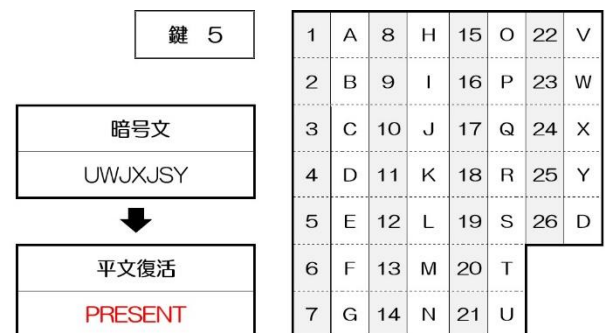 鍵 5
暗号文
UWJXJSY
平文復活
PRESENT
1 A 8 H 15 O 22 V
2 B 9 I 16 P 23 W
3 C 10 J 17 Q 24 X
4 D 11 K 18 R 25 Y
5 E 12 L 19 S 26 D
6 F 13 M 20 T
7 G 14 N 21 U